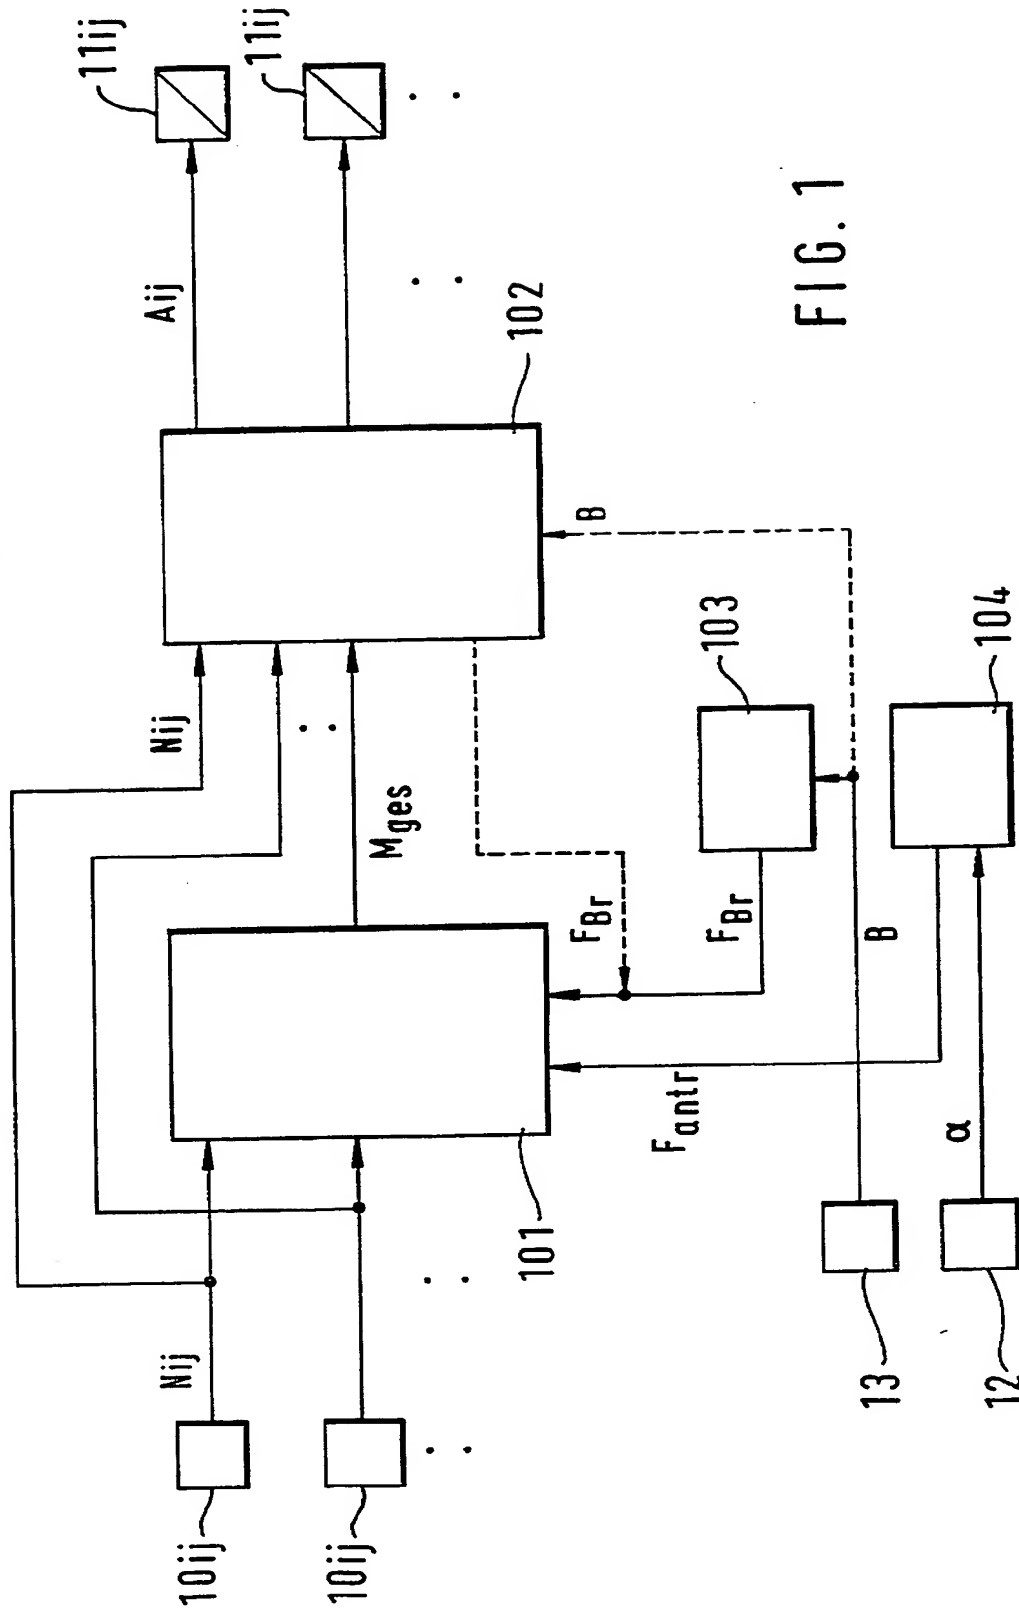 10ij
10ij
Nij
101
Nij
Mges
102
Aij
11ij
11ij
Fantr
FBr
FBr
103
B
B
104
α
13
12
FIG. 1